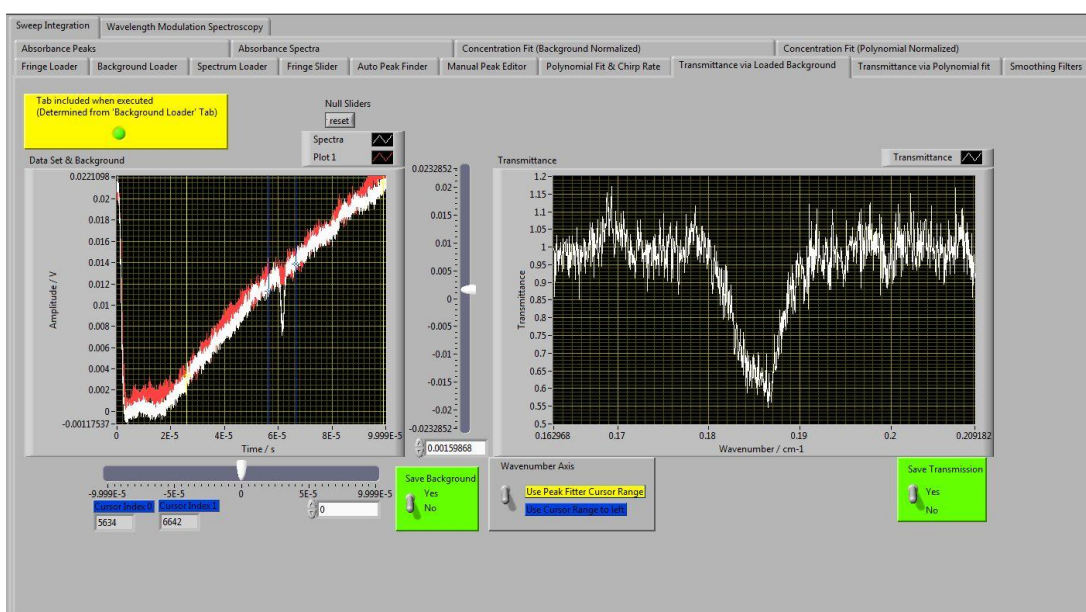 Sweep Integration Wavelength Modulation Spectroscopy
Absorbance Peaks Absorbance Spectra Concentration Fit (Background Normalized) Concentration Fit (Polynomial Normalized)
Fringe Loader Background Loader Spectrum Loader Fringe Slider Auto Peak Finder Manual Peak Editor Polynomial Fit & Chirp Rate Transmittance via Loaded Background Transmittance via Polynomial fit Smoothing Filters
Tab included when executed
(Determined from 'Background Loader' Tab)
Null Sliders
reset
Spectra
Plot 1
Data Set & Background
0.0221098
0.02
0.018
0.016
0.014
0.012
0.01
0.008
0.006
0.004
0.002
0
-0.00117537
Amplitude / V
0 2E-5 4E-5 6E-5 8E-5 9.999E-5
Time / s
0.0232852
0.02
0.015
0.01
0.005
0
-0.005
-0.01
-0.015
-0.02
-0.0232852
0.00159868
Transmittance
Transmittance
1.2
1.15
1.1
1.05
1
0.95
0.9
0.85
0.8
0.75
0.7
0.65
0.6
0.55
0.5
Transmittance
0.162968 0.17 0.18 0.19 0.2 0.209182
Wavenumber / cm-1
-9.999E-5 -5E-5 0 5E-5 9.999E-5
Cursor Index 0 Cursor Index 1
5634 6642
0
Save Background
Yes
No
Wavenumber Axis
Use Peak Fitter Cursor Range
Use Cursor Range to left
Save Transmission
Yes
No